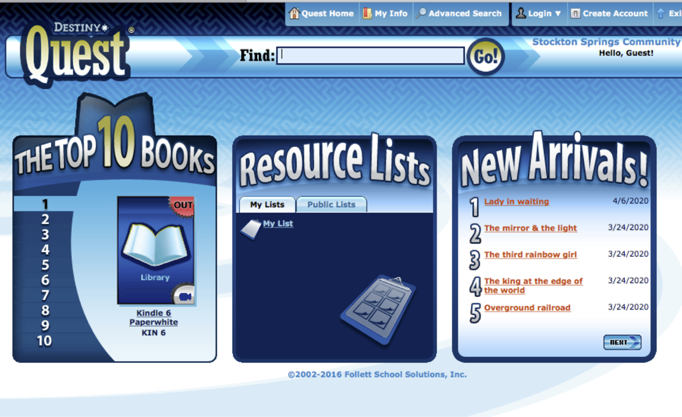 Quest Home
My Info
Advanced Search
Login ▼
Create Account
Exi
DESTINY
Quest®
Find:
Go!
Stockton Springs Community
Hello, Guest!
THE TOP 10 BOOKS
1
2
3
4
5
6
7
8
9
10
OUT
Library
Kindle 6
Paperwhite
KIN 6
Resource Lists
My Lists
Public Lists
My List
New Arrivals!
1 Lady in waiting 4/6/2020
2 The mirror & the light 3/24/2020
3 The third rainbow girl 3/24/2020
4 The king at the edge of 3/24/2020
the world
5 Overground railroad 3/24/2020
NEXT
©2002-2016 Follett School Solutions, Inc.